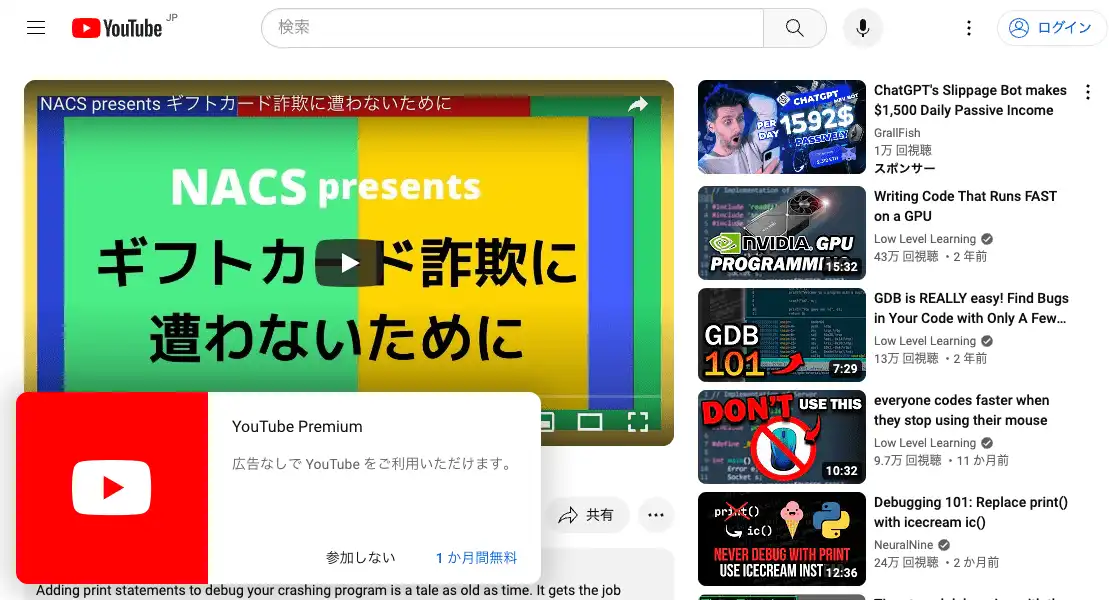 YouTube JP
検索
ログイン
NACS presents ギフトカード詐欺に遭わないために
NACS presents
ギフトカード詐欺に
遭わないために
YouTube Premium
広告なしで YouTube をご利用いただけます。
参加しない
1 か月間無料
共有
Adding print statements to debug your crashing program is a tale as old as time. It gets the job
CHATGPT
PER DAY
1592$
PASSIVELY
ChatGPT's Slippage Bot makes
$1,500 Daily Passive Income
GrallFish
1万 回視聴
スポンサー
NVIDIA. GPU
15:32
Writing Code That Runs FAST
on a GPU
Low Level Learning
43万 回視聴 ・2 年前
GDB
101
7:29
GDB is REALLY easy! Find Bugs
in Your Code with Only A Few...
Low Level Learning
13万 回視聴 ・2 年前
DON'T USE THIS
10:32
everyone codes faster when
they stop using their mouse
Low Level Learning
9.7万 回視聴 ・11 か月前
print()
ic()
NEVER DEBUG WITH PRINT
USE ICECREAM INST
12:36
Debugging 101: Replace print()
with icecream ic()
NeuralNine
24万 回視聴 ・2 か月前